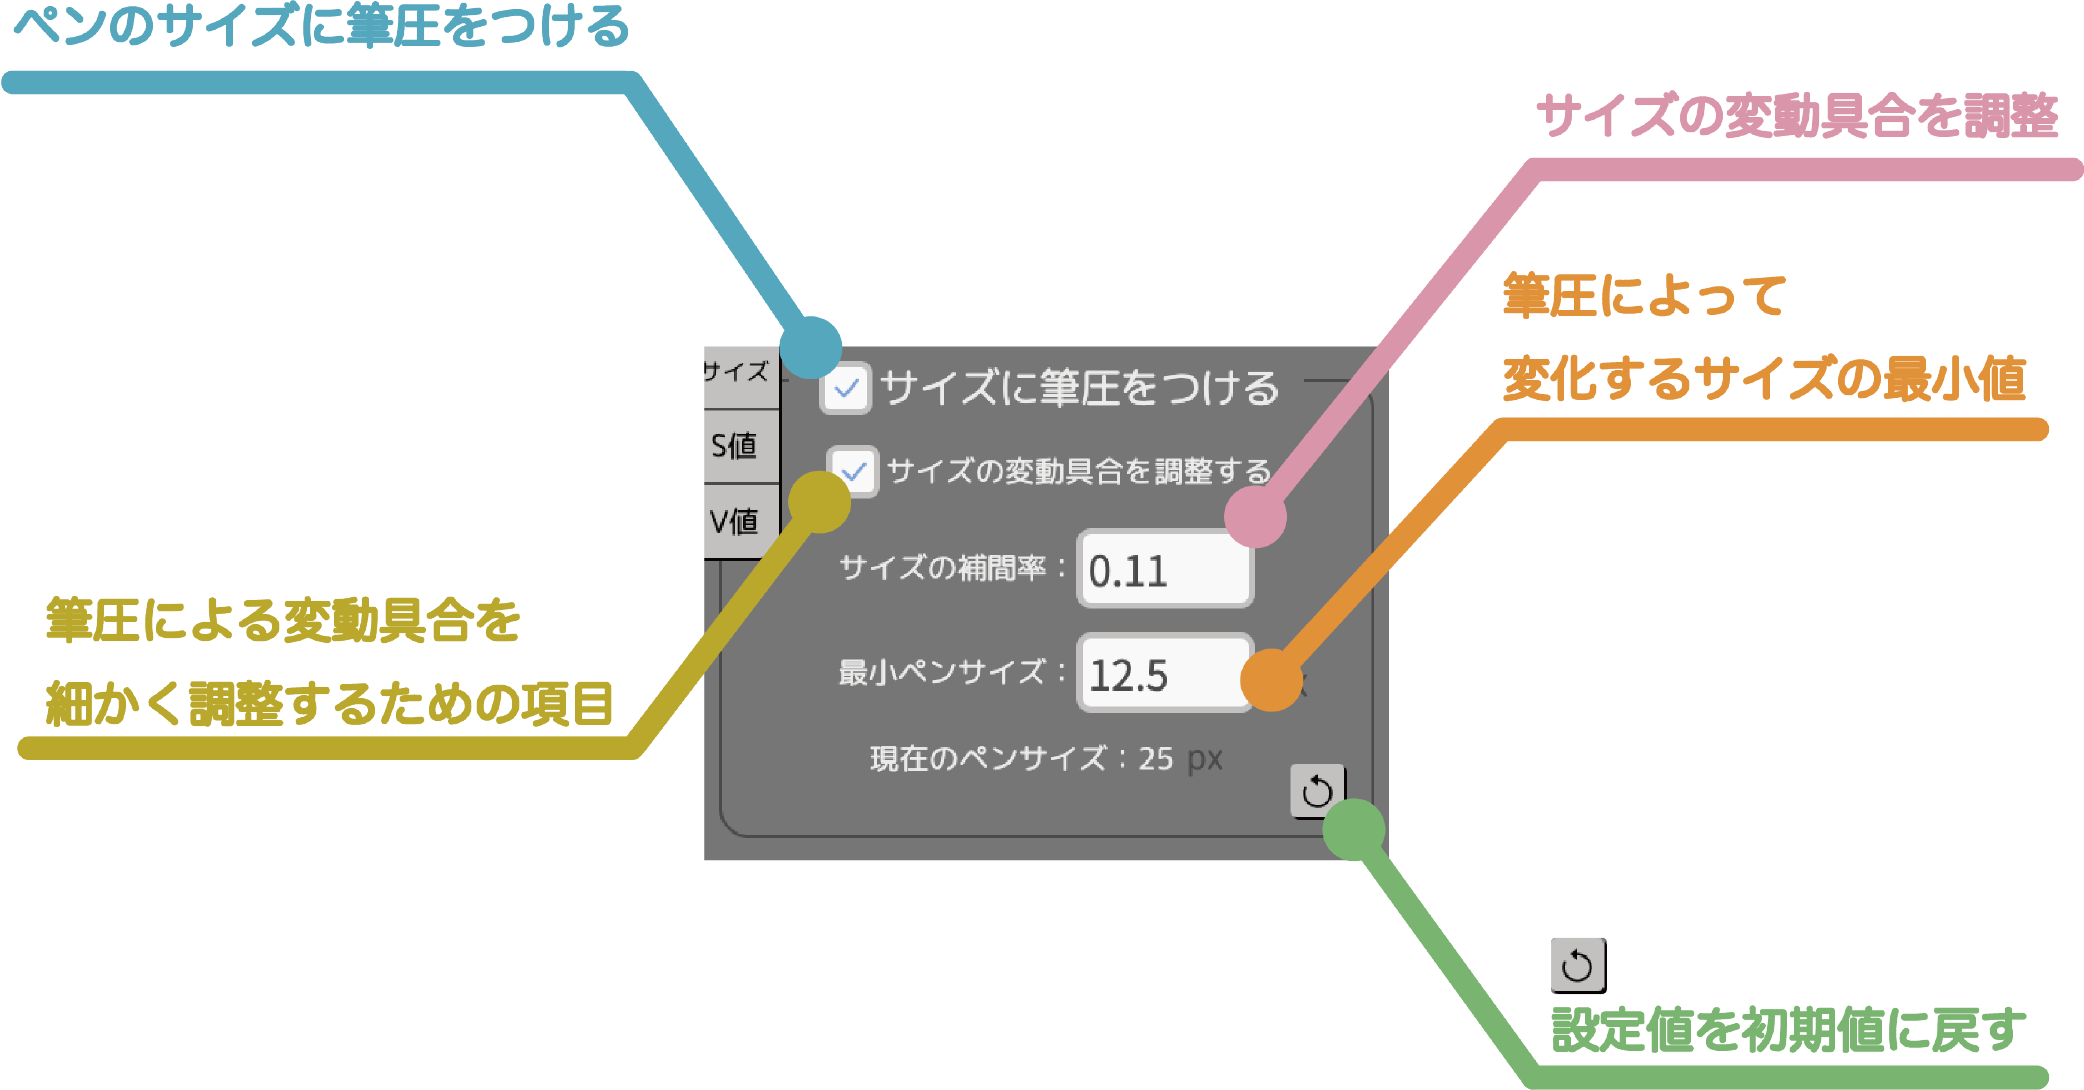 ペンのサイズに筆圧をつける
サイズの変動具合を調整
筆圧によって
変化するサイズの最小値
サイズ
S値
V値
サイズに筆圧をつける
サイズの変動具合を調整する
サイズの補間率：0.11
最小ペンサイズ：12.5
現在のペンサイズ：25 px
筆圧による変動具合を
細かく調整するための項目
設定値を初期値に戻す